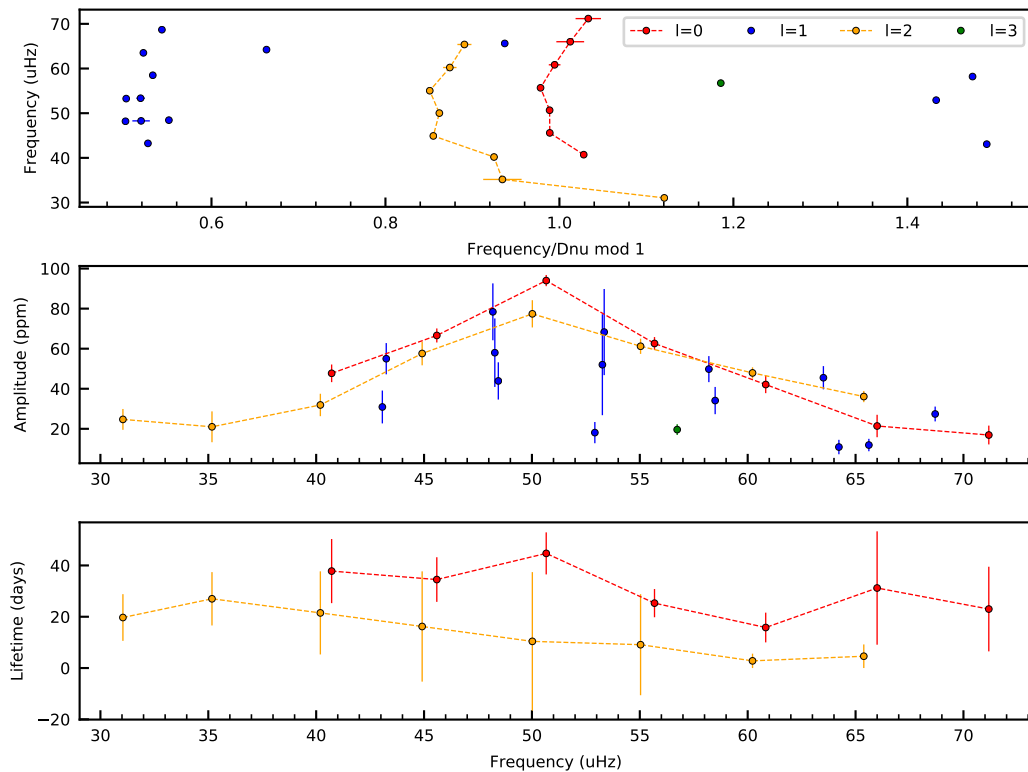 70
60
50
40
30
Frequency (uHz)
l=0 l=1 l=2 l=3
0.6 0.8 1.0 1.2 1.4
Frequency/Dnu mod 1
100
80
60
40
20
Amplitude (ppm)
30 35 40 45 50 55 60 65 70
40
20
0
−20
Lifetime (days)
30 35 40 45 50 55 60 65 70
Frequency (uHz)